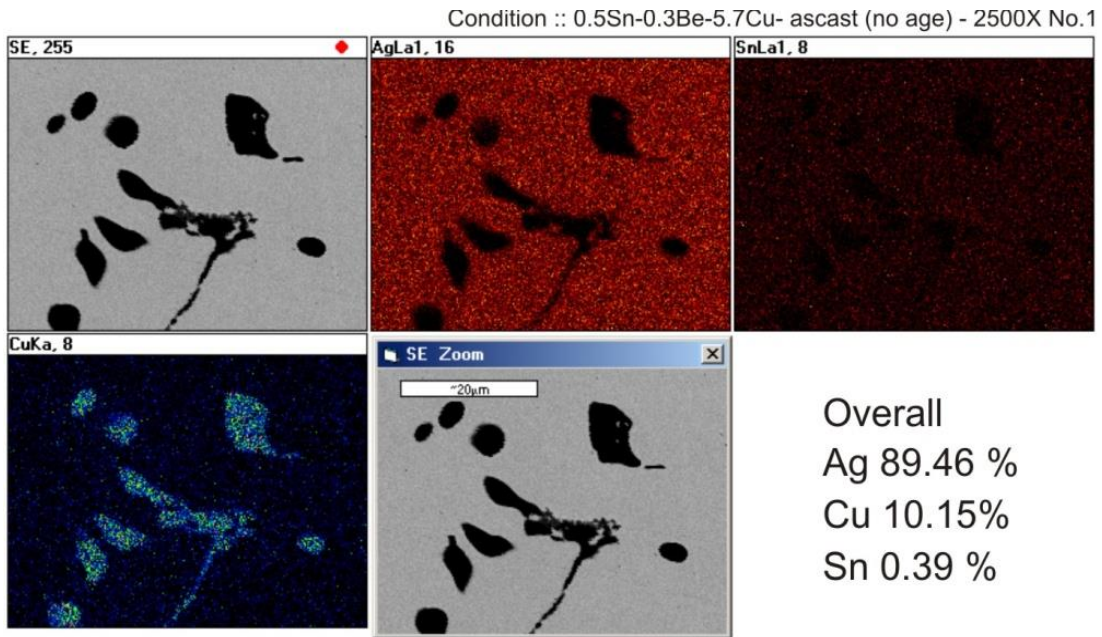 Condition :: 0.5Sn-0.3Be-5.7Cu- ascast (no age) - 2500X No.1
SE, 255
AgLa1, 16
SnLa1, 8
CuKa, 8
SE Zoom
~20µm
Overall
Ag 89.46 %
Cu 10.15%
Sn 0.39 %